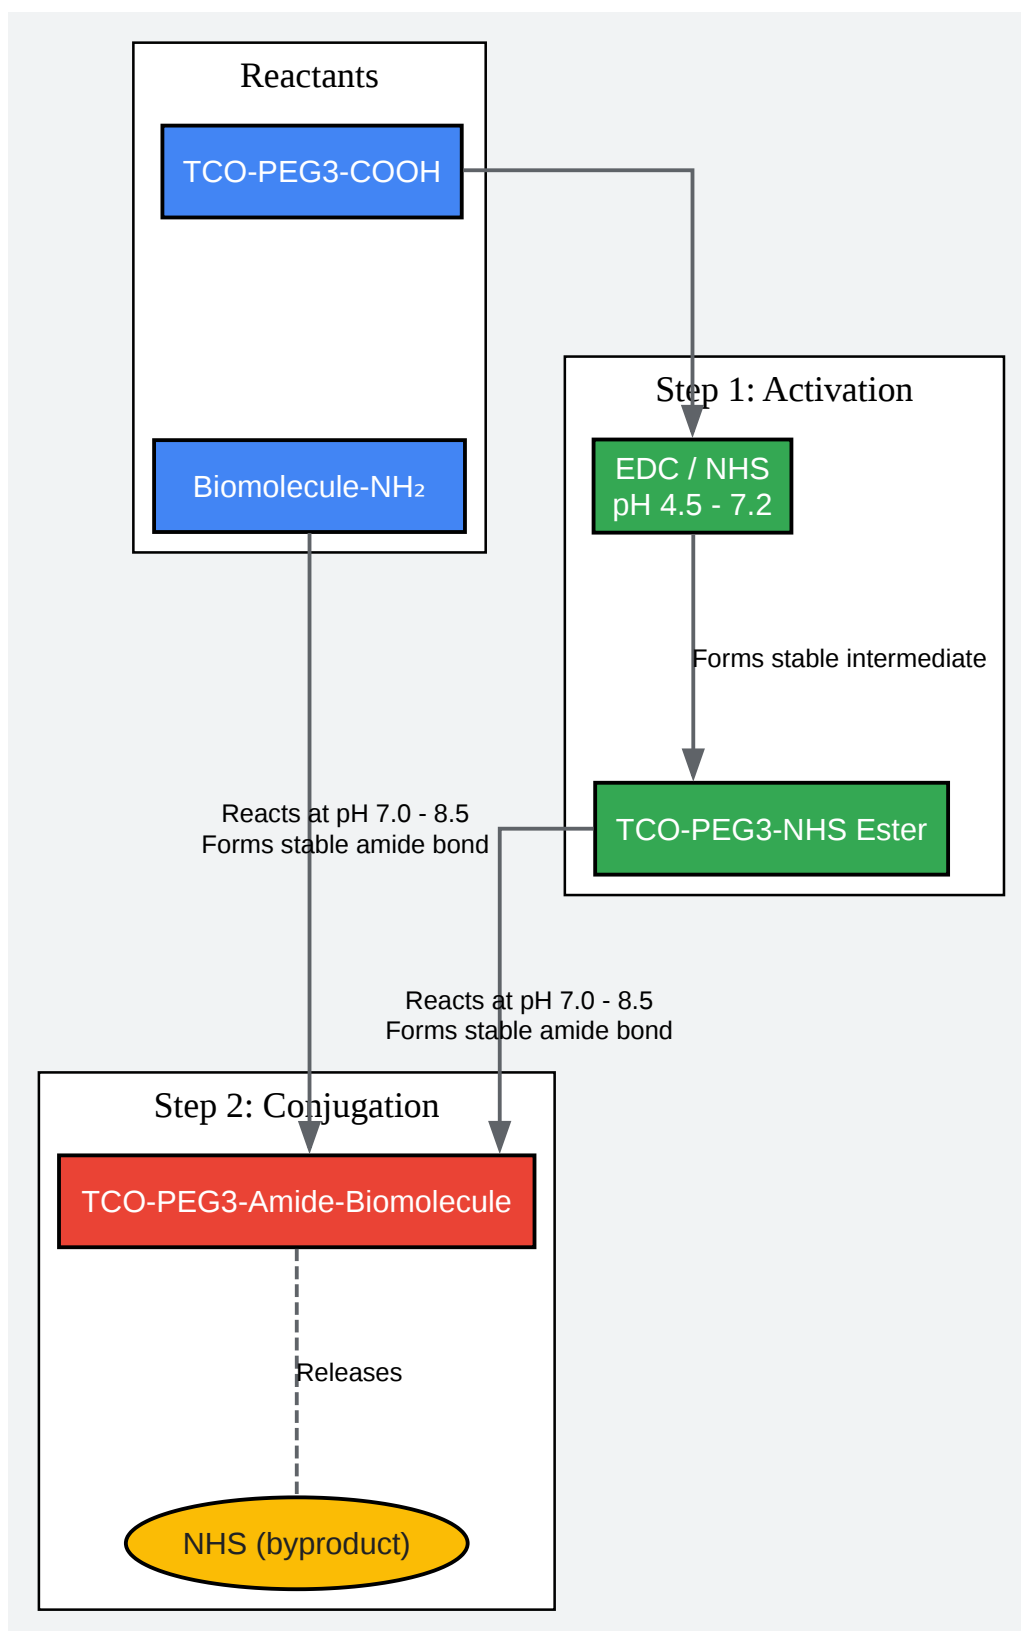 Reactants
TCO-PEG3-COOH
Biomolecule-NH₂
Step 1: Activation
EDC / NHS
pH 4.5 - 7.2
Forms stable intermediate
TCO-PEG3-NHS Ester
Reacts at pH 7.0 - 8.5
Forms stable amide bond
Reacts at pH 7.0 - 8.5
Forms stable amide bond
Step 2: Conjugation
TCO-PEG3-Amide-Biomolecule
Releases
NHS (byproduct)